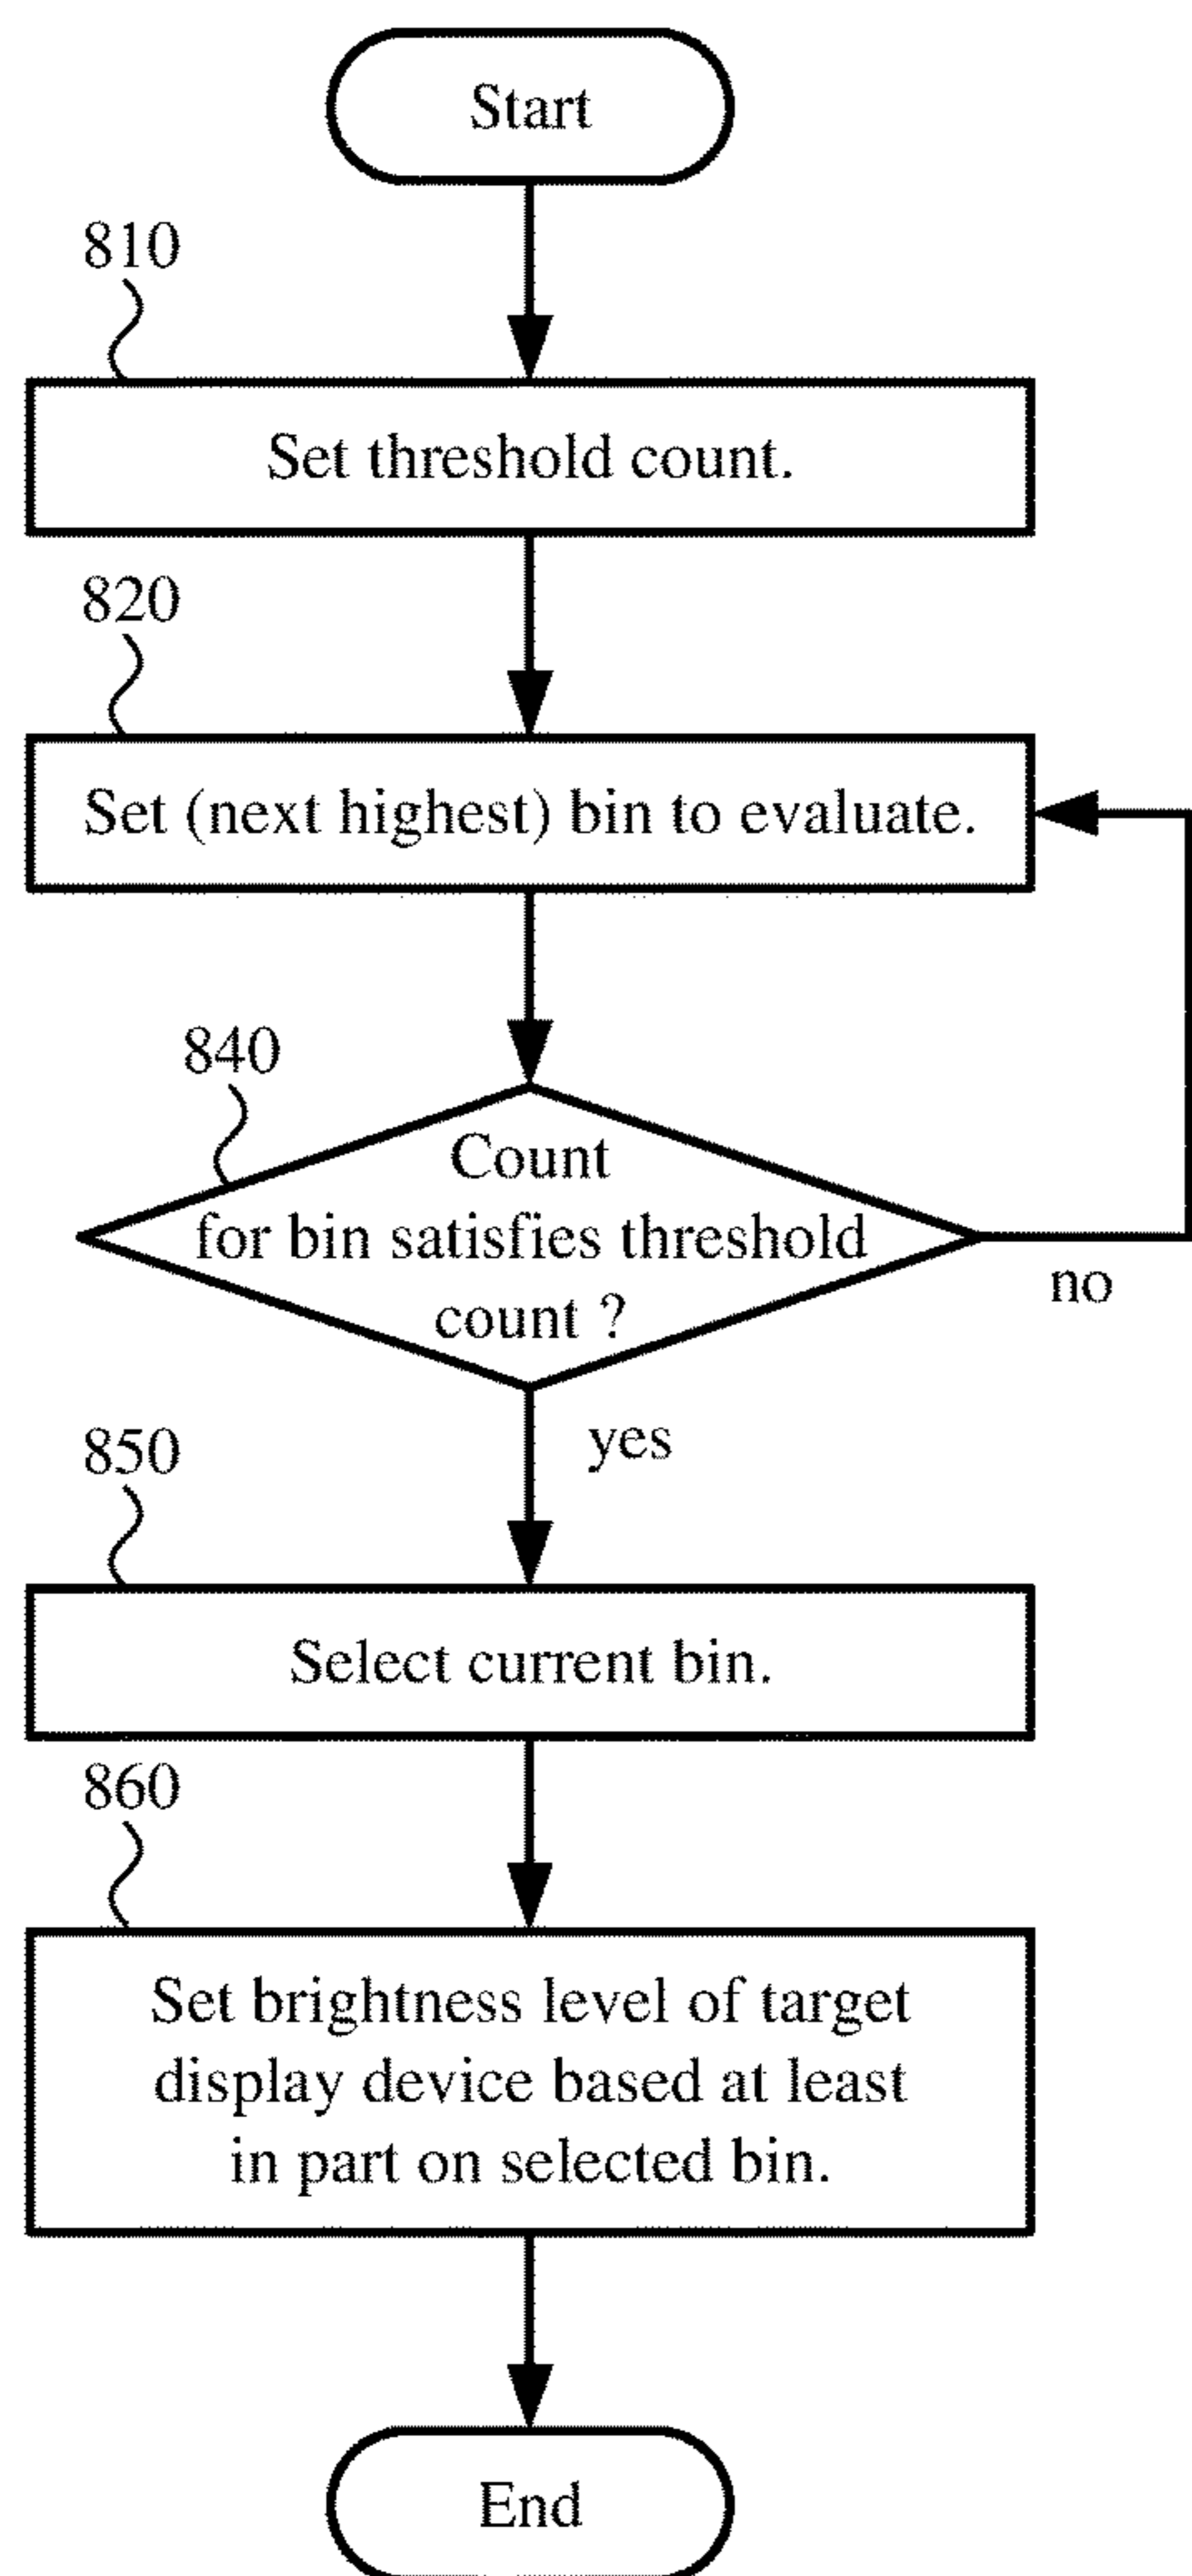 Start
810
Set threshold count.
820
Set (next highest) bin to evaluate.
840
Count
for bin satisfies threshold
count ?
no
yes
850
Select current bin.
860
Set brightness level of target
display device based at least
in part on selected bin.
End